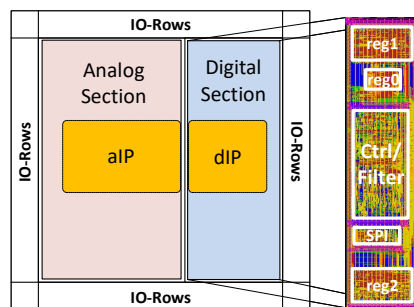 IO-Rows
IO-Rows
Analog
Section
aIP
Digital
Section
dIP
IO-Rows
IO-Rows
reg1
reg0
Ctrl/
Filter
SPI
reg2